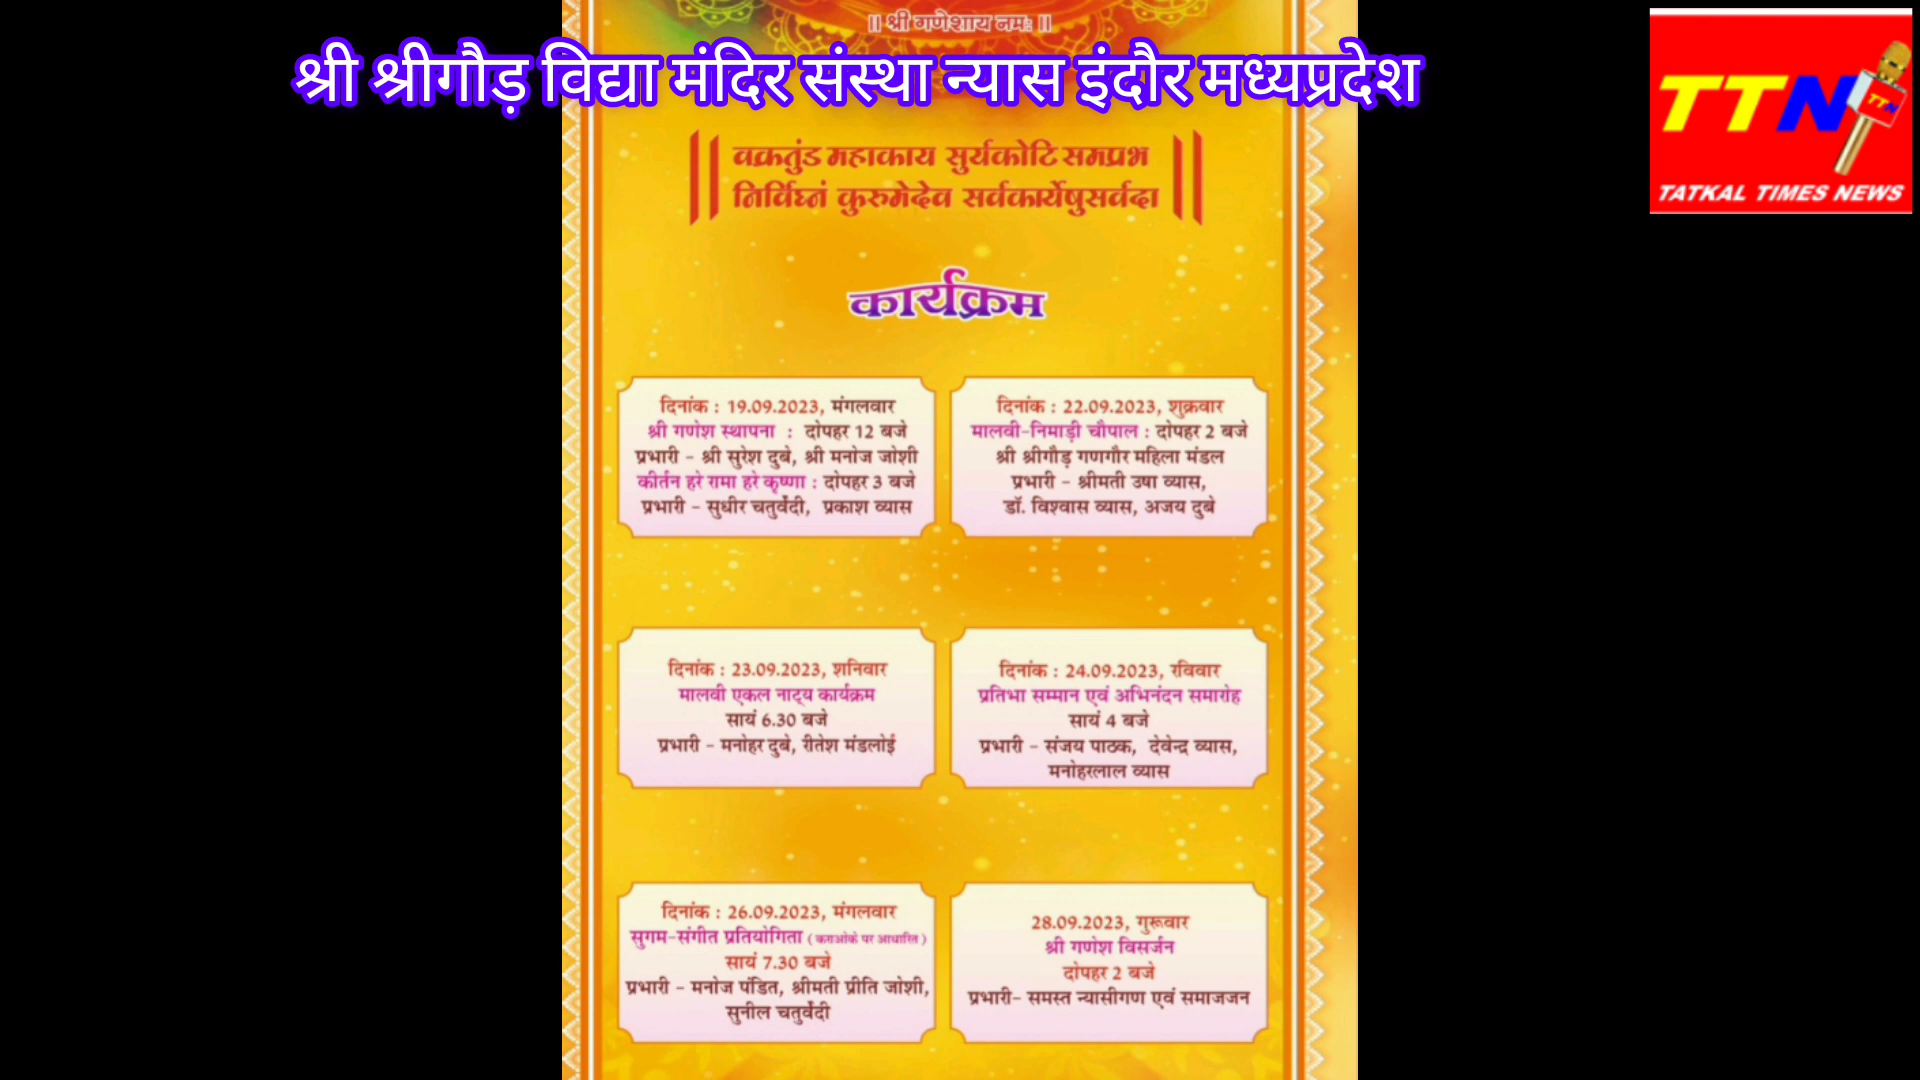 ॥ श्री गणेशाय नमः ॥
श्री श्रीगौड़ विद्या मंदिर संस्था न्यास इंदौर मध्यप्रदेश
TTN
TTN
TATKAL TIMES NEWS
वक्रतुंड महाकाय सुर्यकोटि समप्रभ
निर्विघ्नं कुरुमेदेव सर्वकार्येषुसर्वदा
कार्यक्रम
दिनांक : 19.09.2023, मंगलवार
श्री गणेश स्थापना : दोपहर 12 बजे
प्रभारी - श्री सुरेश दुबे, श्री मनोज जोशी
कीर्तन हरे रामा हरे कृष्णा : दोपहर 3 बजे
प्रभारी - सुधीर चतुर्वेदी, प्रकाश व्यास
दिनांक : 22.09.2023, शुक्रवार
मालवी-निमाड़ी चौपाल : दोपहर 2 बजे
श्री श्रीगौड़ गणगौर महिला मंडल
प्रभारी - श्रीमती उषा व्यास,
डॉ. विश्वास व्यास, अजय दुबे
दिनांक : 23.09.2023, शनिवार
मालवी एकल नाट्य कार्यक्रम
सायं 6.30 बजे
प्रभारी - मनोहर दुबे, रीतेश मंडलोई
दिनांक : 24.09.2023, रविवार
प्रतिभा सम्मान एवं अभिनंदन समारोह
सायं 4 बजे
प्रभारी - संजय पाठक, देवेन्द्र व्यास,
मनोहरलाल व्यास
दिनांक : 26.09.2023, मंगलवार
सुगम-संगीत प्रतियोगिता ( कराओके पर आधारित )
सायं 7.30 बजे
प्रभारी - मनोज पंडित, श्रीमती प्रीति जोशी,
सुनील चतुर्वेदी
28.09.2023, गुरूवार
श्री गणेश विसर्जन
दोपहर 2 बजे
प्रभारी- समस्त न्यासीगण एवं समाजजन